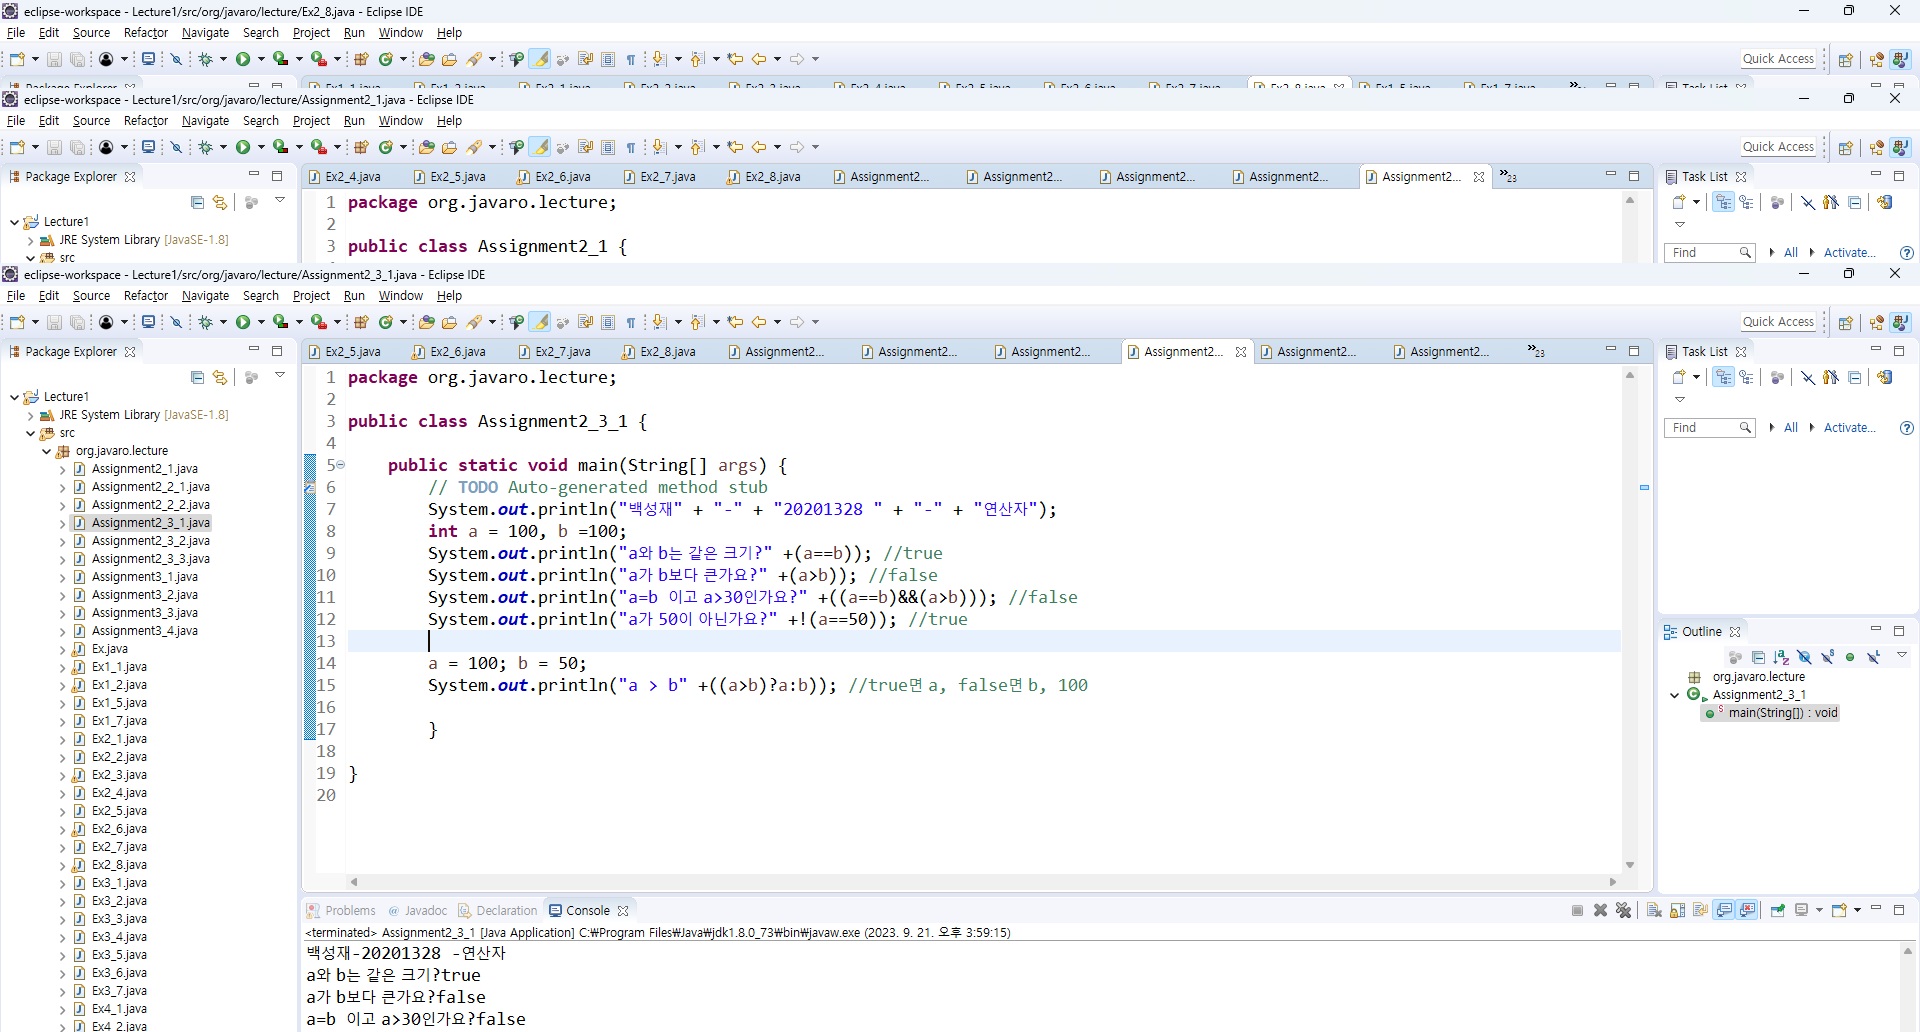 eclipse-workspace - Lecture1/src/org/javaro/lecture/Ex2_8.java - Eclipse IDE
File Edit Source Refactor Navigate Search Project Run Window Help
Quick Access
eclipse-workspace - Lecture1/src/org/javaro/lecture/Assignment2_1.java - Eclipse IDE
File Edit Source Refactor Navigate Search Project Run Window Help
Quick Access
Package Explorer
Ex2_4.java Ex2_5.java Ex2_6.java Ex2_7.java Ex2_8.java Assignment2... Assignment2... Assignment2... Assignment2... Assignment2... »23
Task List
Lecture1
JRE System Library [JavaSE-1.8]
src
1 package org.javaro.lecture;
2
3 public class Assignment2_1 {
Find All Activate...
eclipse-workspace - Lecture1/src/org/javaro/lecture/Assignment2_3_1.java - Eclipse IDE
File Edit Source Refactor Navigate Search Project Run Window Help
Quick Access
Package Explorer
Ex2_5.java Ex2_6.java Ex2_7.java Ex2_8.java Assignment2... Assignment2... Assignment2... Assignment2... Assignment2... Assignment2... »23
Task List
Lecture1
JRE System Library [JavaSE-1.8]
src
org.javaro.lecture
Assignment2_1.java
Assignment2_2_1.java
Assignment2_2_2.java
Assignment2_3_1.java
Assignment2_3_2.java
Assignment2_3_3.java
Assignment3_1.java
Assignment3_2.java
Assignment3_3.java
Assignment3_4.java
Ex.java
Ex1_1.java
Ex1_2.java
Ex1_5.java
Ex1_7.java
Ex2_1.java
Ex2_2.java
Ex2_3.java
Ex2_4.java
Ex2_5.java
Ex2_6.java
Ex2_7.java
Ex2_8.java
Ex3_1.java
Ex3_2.java
Ex3_3.java
Ex3_4.java
Ex3_5.java
Ex3_6.java
Ex3_7.java
Ex4_1.java
Ex4_2.java
1 package org.javaro.lecture;
2
3 public class Assignment2_3_1 {
4
5 public static void main(String[] args) {
6 // TODO Auto-generated method stub
7 System.out.println("백성재" + "-" + "20201328 " + "-" + "연산자");
8 int a = 100, b =100;
9 System.out.println("a와 b는 같은 크기?" +(a==b)); //true
10 System.out.println("a가 b보다 큰가요?" +(a>b)); //false
11 System.out.println("a=b 이고 a>30인가요?" +((a==b)&&(a>b))); //false
12 System.out.println("a가 50이 아닌가요?" +!(a==50)); //true
13
14 a = 100; b = 50;
15 System.out.println("a > b" +((a>b)?a:b)); //true면 a, false면 b, 100
16
17 }
18
19 }
20
Find All Activate...
Outline
org.javaro.lecture
Assignment2_3_1
main(String[]) : void
Problems Javadoc Declaration Console
<terminated> Assignment2_3_1 [Java Application] C:₩Program Files₩Java₩jdk1.8.0_73₩bin₩javaw.exe (2023. 9. 21. 오후 3:59:15)
백성재-20201328 -연산자
a와 b는 같은 크기?true
a가 b보다 큰가요?false
a=b 이고 a>30인가요?false